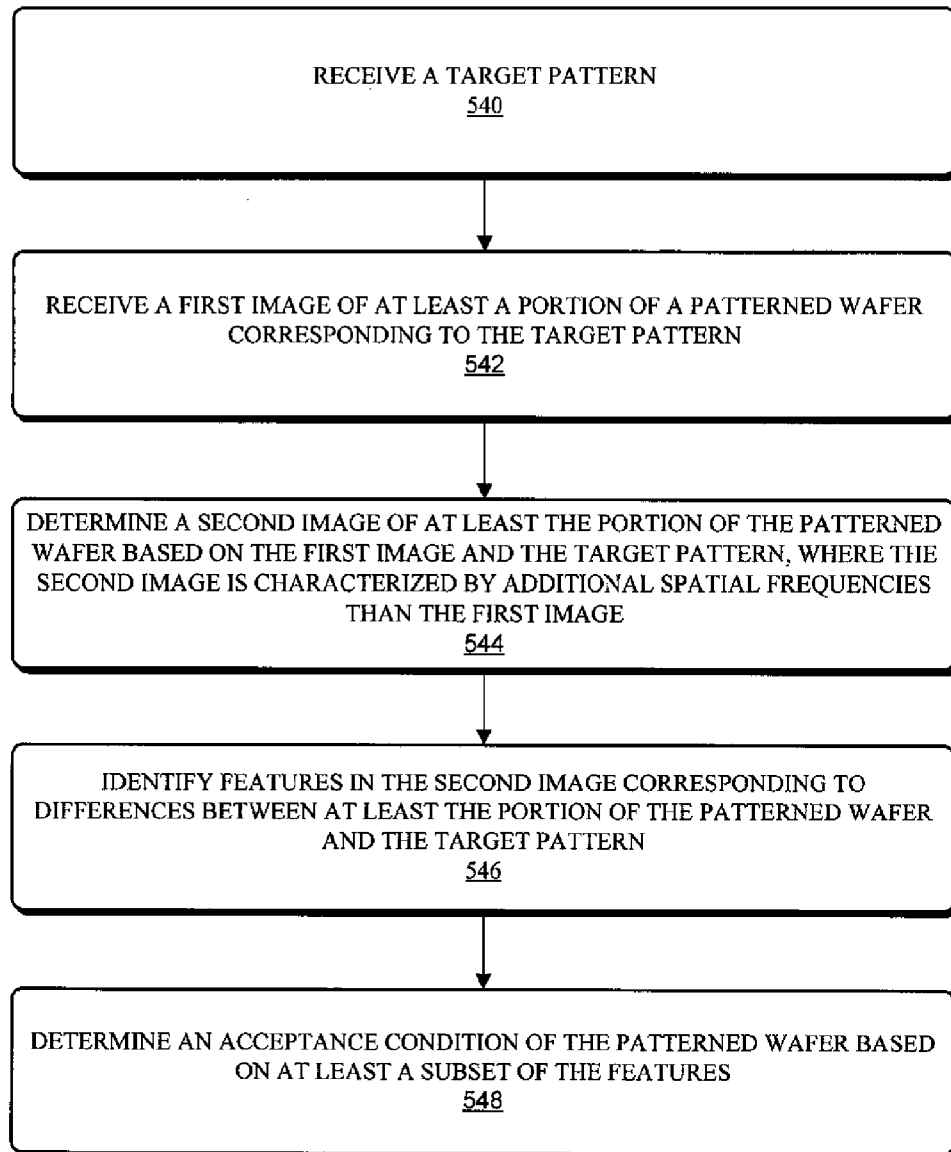 RECEIVE A TARGET PATTERN
540
RECEIVE A FIRST IMAGE OF AT LEAST A PORTION OF A PATTERNED WAFER
CORRESPONDING TO THE TARGET PATTERN
542
DETERMINE A SECOND IMAGE OF AT LEAST THE PORTION OF THE PATTERNED
WAFER BASED ON THE FIRST IMAGE AND THE TARGET PATTERN, WHERE THE
SECOND IMAGE IS CHARACTERIZED BY ADDITIONAL SPATIAL FREQUENCIES
THAN THE FIRST IMAGE
544
IDENTIFY FEATURES IN THE SECOND IMAGE CORRESPONDING TO
DIFFERENCES BETWEEN AT LEAST THE PORTION OF THE PATTERNED WAFER
AND THE TARGET PATTERN
546
DETERMINE AN ACCEPTANCE CONDITION OF THE PATTERNED WAFER BASED
ON AT LEAST A SUBSET OF THE FEATURES
548